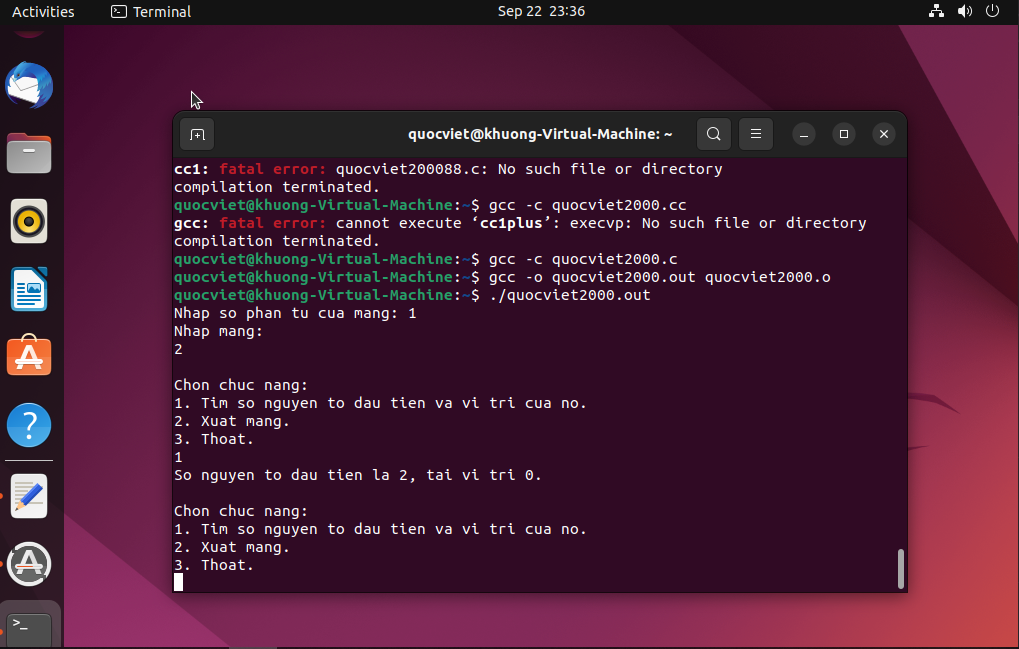 Activities
Terminal
Sep 22 23:36
quocviet@khuong-Virtual-Machine: ~
cc1: fatal error: quocviet200088.c: No such file or directory
compilation terminated.
quocviet@khuong-Virtual-Machine:~$ gcc -c quocviet2000.cc
gcc: fatal error: cannot execute ‘cc1plus’: execvp: No such file or directory
compilation terminated.
quocviet@khuong-Virtual-Machine:~$ gcc -c quocviet2000.c
quocviet@khuong-Virtual-Machine:~$ gcc -o quocviet2000.out quocviet2000.o
quocviet@khuong-Virtual-Machine:~$ ./quocviet2000.out
Nhap so phan tu cua mang: 1
Nhap mang:
2
Chon chuc nang:
1. Tim so nguyen to dau tien va vi tri cua no.
2. Xuat mang.
3. Thoat.
1
So nguyen to dau tien la 2, tai vi tri 0.
Chon chuc nang:
1. Tim so nguyen to dau tien va vi tri cua no.
2. Xuat mang.
3. Thoat.